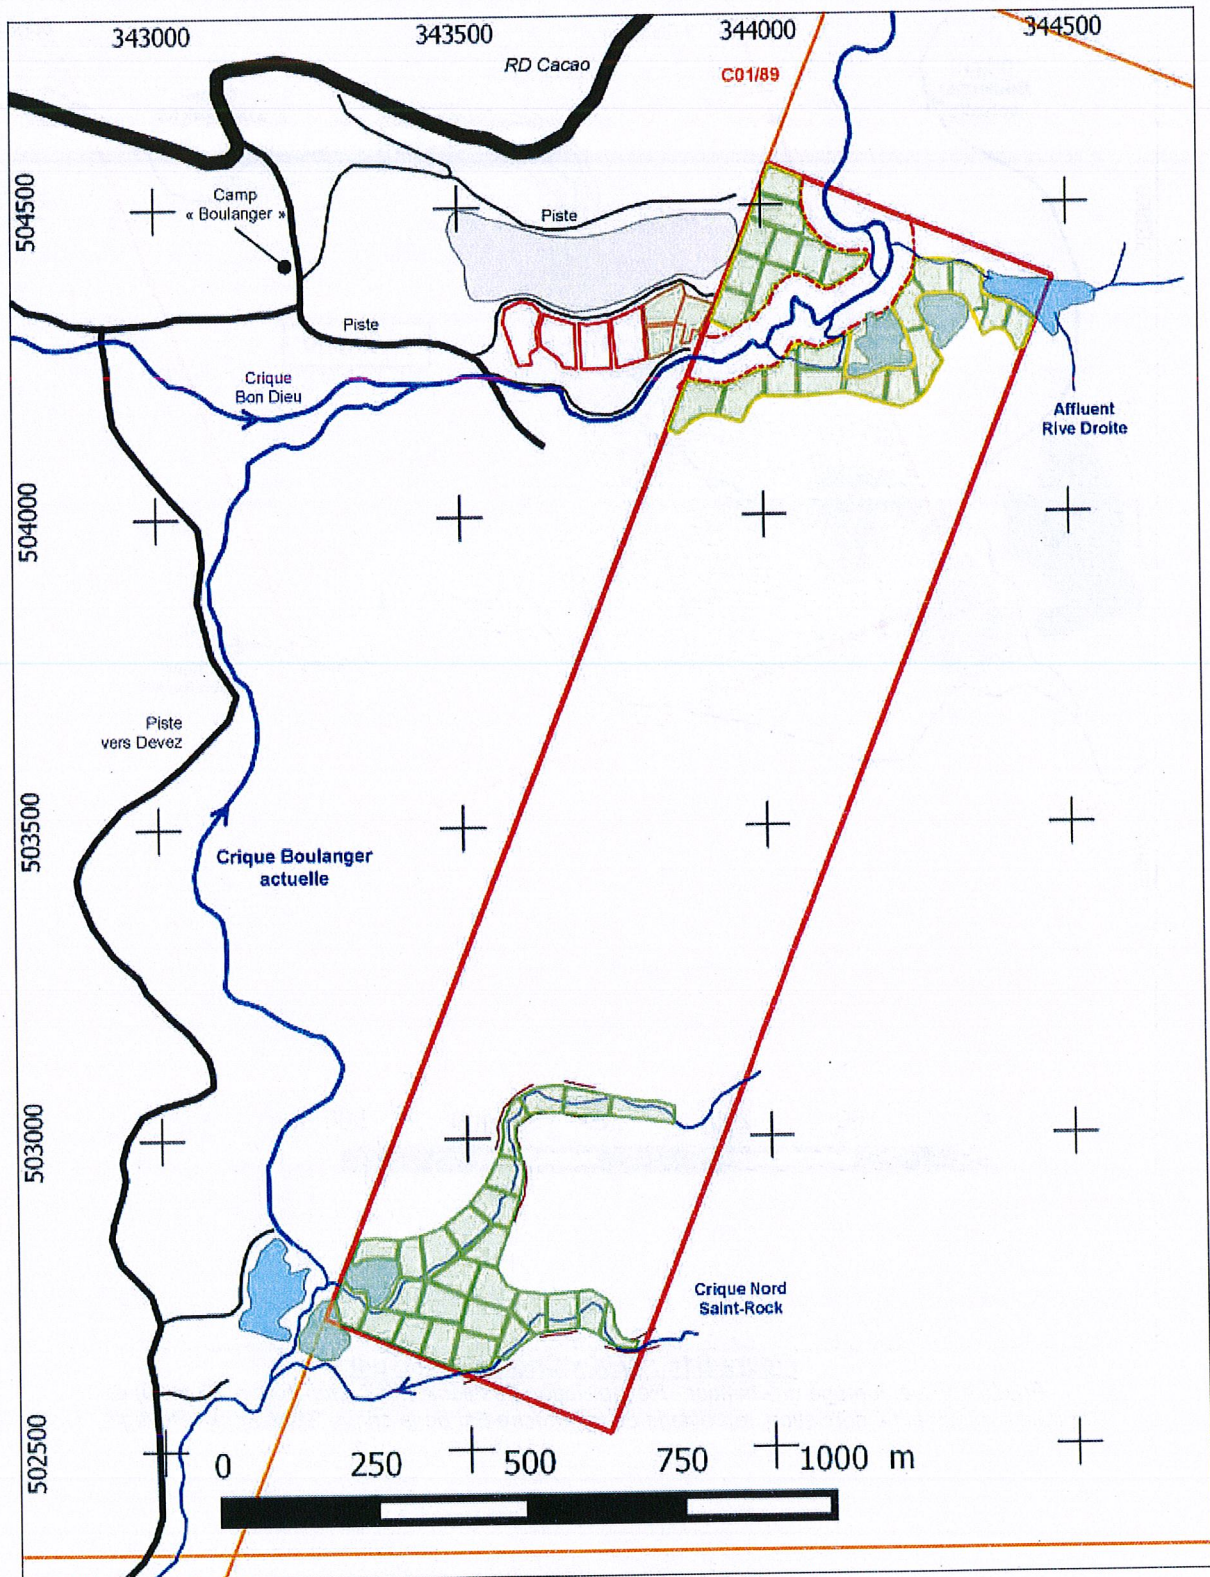 343000
343500
344000
344500
RD Cacao
C01/89
Camp
« Boulanger »
Piste
504500
Piste
Crique
Bon Dieu
Affluent
Rive Droite
504000
Piste
vers Devez
503500
Crique Boulanger
actuelle
503000
Crique Nord
Saint-Rock
502500
0 250 500 750 1000 m